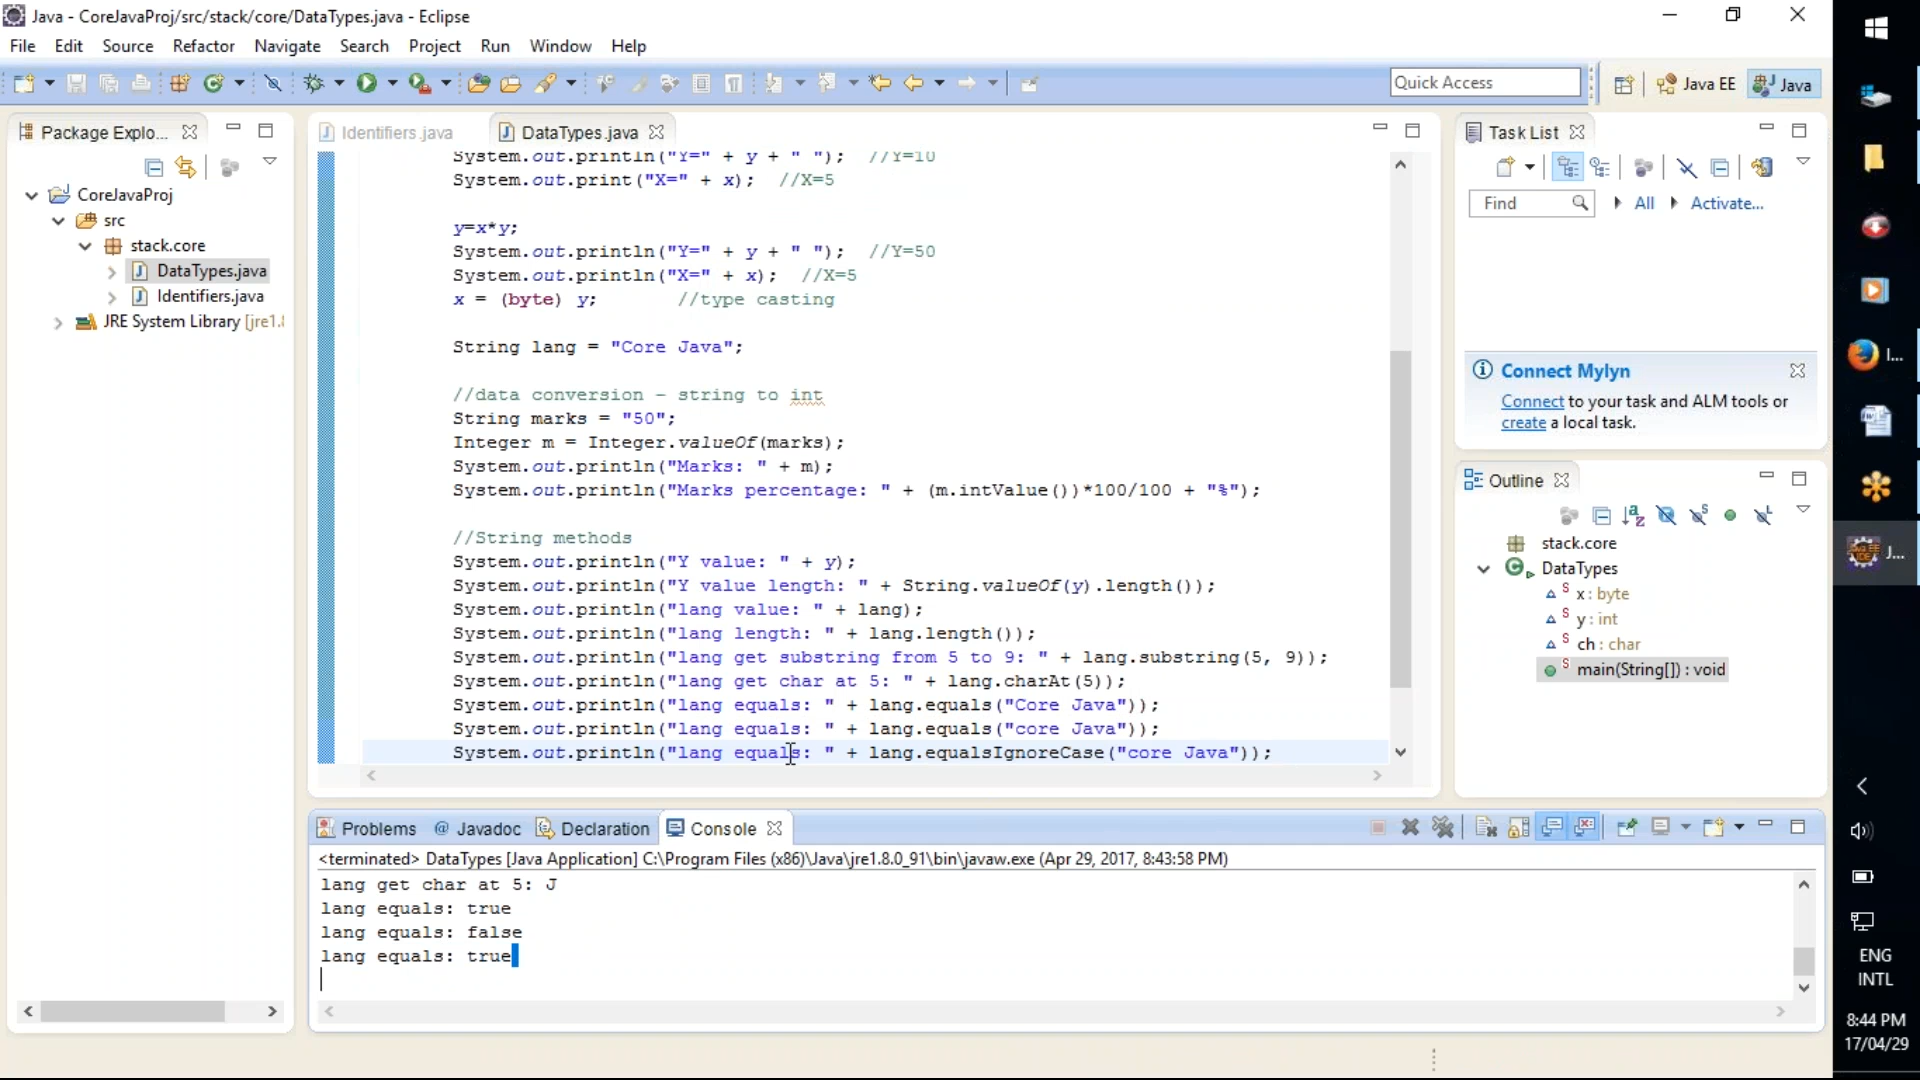 Java - CoreJavaProj/src/stack/core/DataTypes.java - Eclipse
File Edit Source Refactor Navigate Search Project Run Window Help
Quick Access
Java EE
Java
Package Explo...
CoreJavaProj
src
stack.core
DataTypes.java
Identifiers.java
JRE System Library [jre1.8
Identifiers.java
DataTypes.java
System.out.println("Y=" + y + " "); //Y=10
System.out.print("X=" + x); //X=5
y=x*y;
System.out.println("Y=" + y + " "); //Y=50
System.out.println("X=" + x); //X=5
x = (byte) y; //type casting
String lang = "Core Java";
//data conversion - string to int
String marks = "50";
Integer m = Integer.valueOf(marks);
System.out.println("Marks: " + m);
System.out.println("Marks percentage: " + (m.intValue())*100/100 + "%");
//String methods
System.out.println("Y value: " + y);
System.out.println("Y value length: " + String.valueOf(y).length());
System.out.println("lang value: " + lang);
System.out.println("lang length: " + lang.length());
System.out.println("lang get substring from 5 to 9: " + lang.substring(5, 9));
System.out.println("lang get char at 5: " + lang.charAt(5));
System.out.println("lang equals: " + lang.equals("Core Java"));
System.out.println("lang equals: " + lang.equals("core Java"));
System.out.println("lang equals: " + lang.equalsIgnoreCase("core Java"));
Task List
Find
All
Activate...
Connect Mylyn
Connect to your task and ALM tools or
create a local task.
Outline
stack.core
DataTypes
x : byte
y : int
ch : char
main(String[]) : void
Problems
@ Javadoc
Declaration
Console
<terminated> DataTypes [Java Application] C:\Program Files (x86)\Java\jre1.8.0_91\bin\javaw.exe (Apr 29, 2017, 8:43:58 PM)
lang get char at 5: J
lang equals: true
lang equals: false
lang equals: true
I...
J...
ENG
INTL
8:44 PM
17/04/29